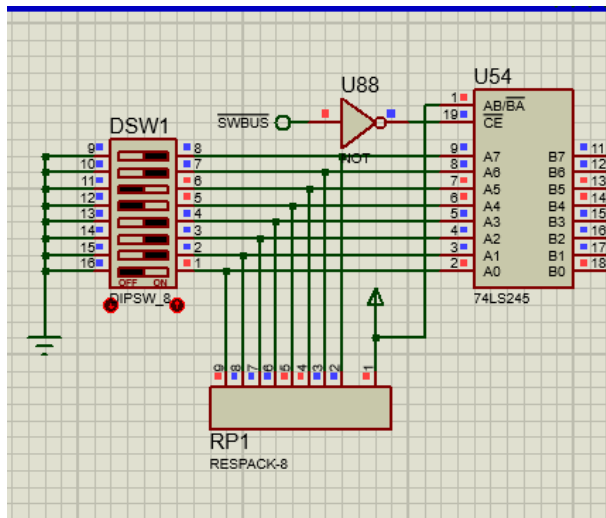 U88
U54
SWBUS
NOT
1
19
AB/BA
CE
DSW1
9
10
11
12
13
14
15
16
8
7
6
5
4
3
2
1
OFF ON
DIPSW_8
9
8
7
6
5
4
3
2
A7
A6
A5
A4
A3
A2
A1
A0
B7
B6
B5
B4
B3
B2
B1
B0
11
12
13
14
15
16
17
18
74LS245
9
8
7
6
5
4
3
2
1
RP1
RESPACK-8